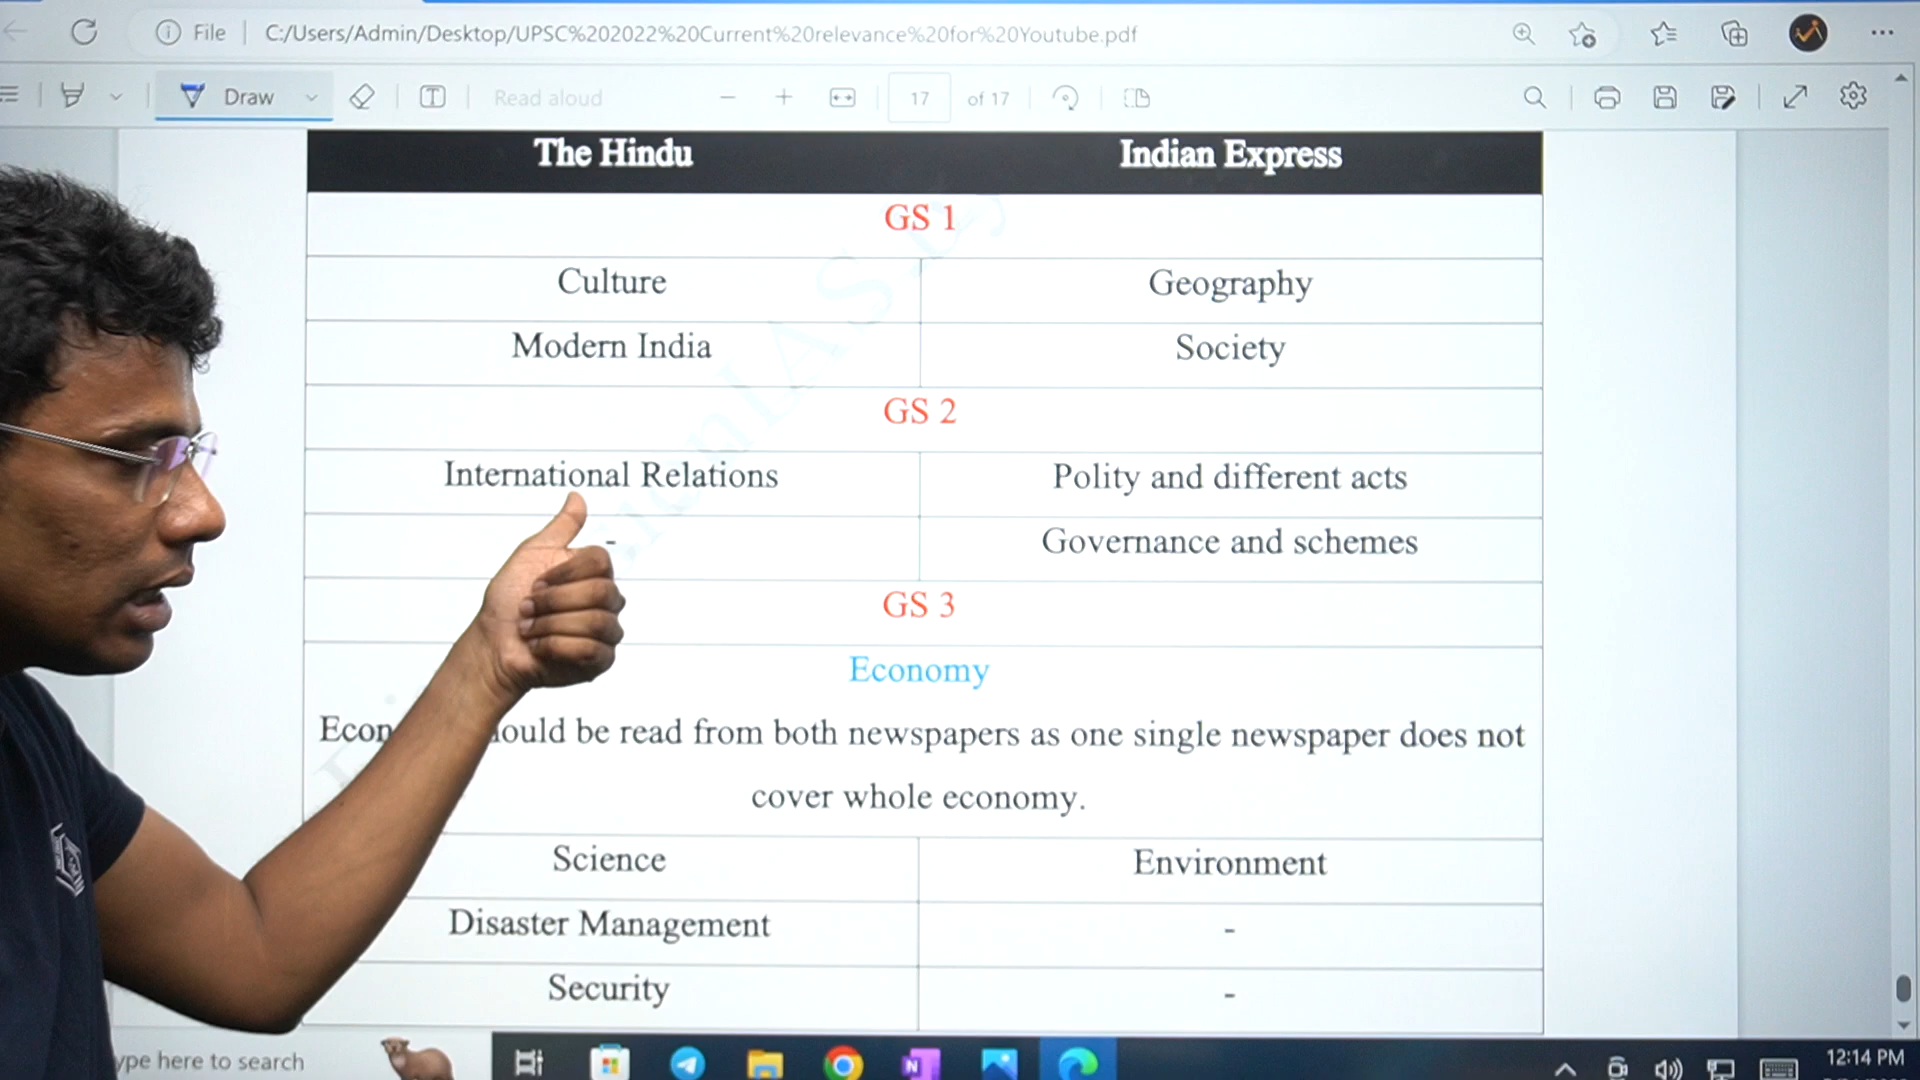 File
C:/Users/Admin/Desktop/UPSC%202022%20Current%20relevance%20for%20Youtube.pdf
Draw
Read aloud
17
of 17
The Hindu
Indian Express
GS 1
Culture
Geography
Modern India
Society
GS 2
International Relations
Polity and different acts
-
Governance and schemes
GS 3
Economy
Econ ould be read from both newspapers as one single newspaper does not
cover whole economy.
Science
Environment
Disaster Management
-
Security
-
ype here to search
12:14 PM